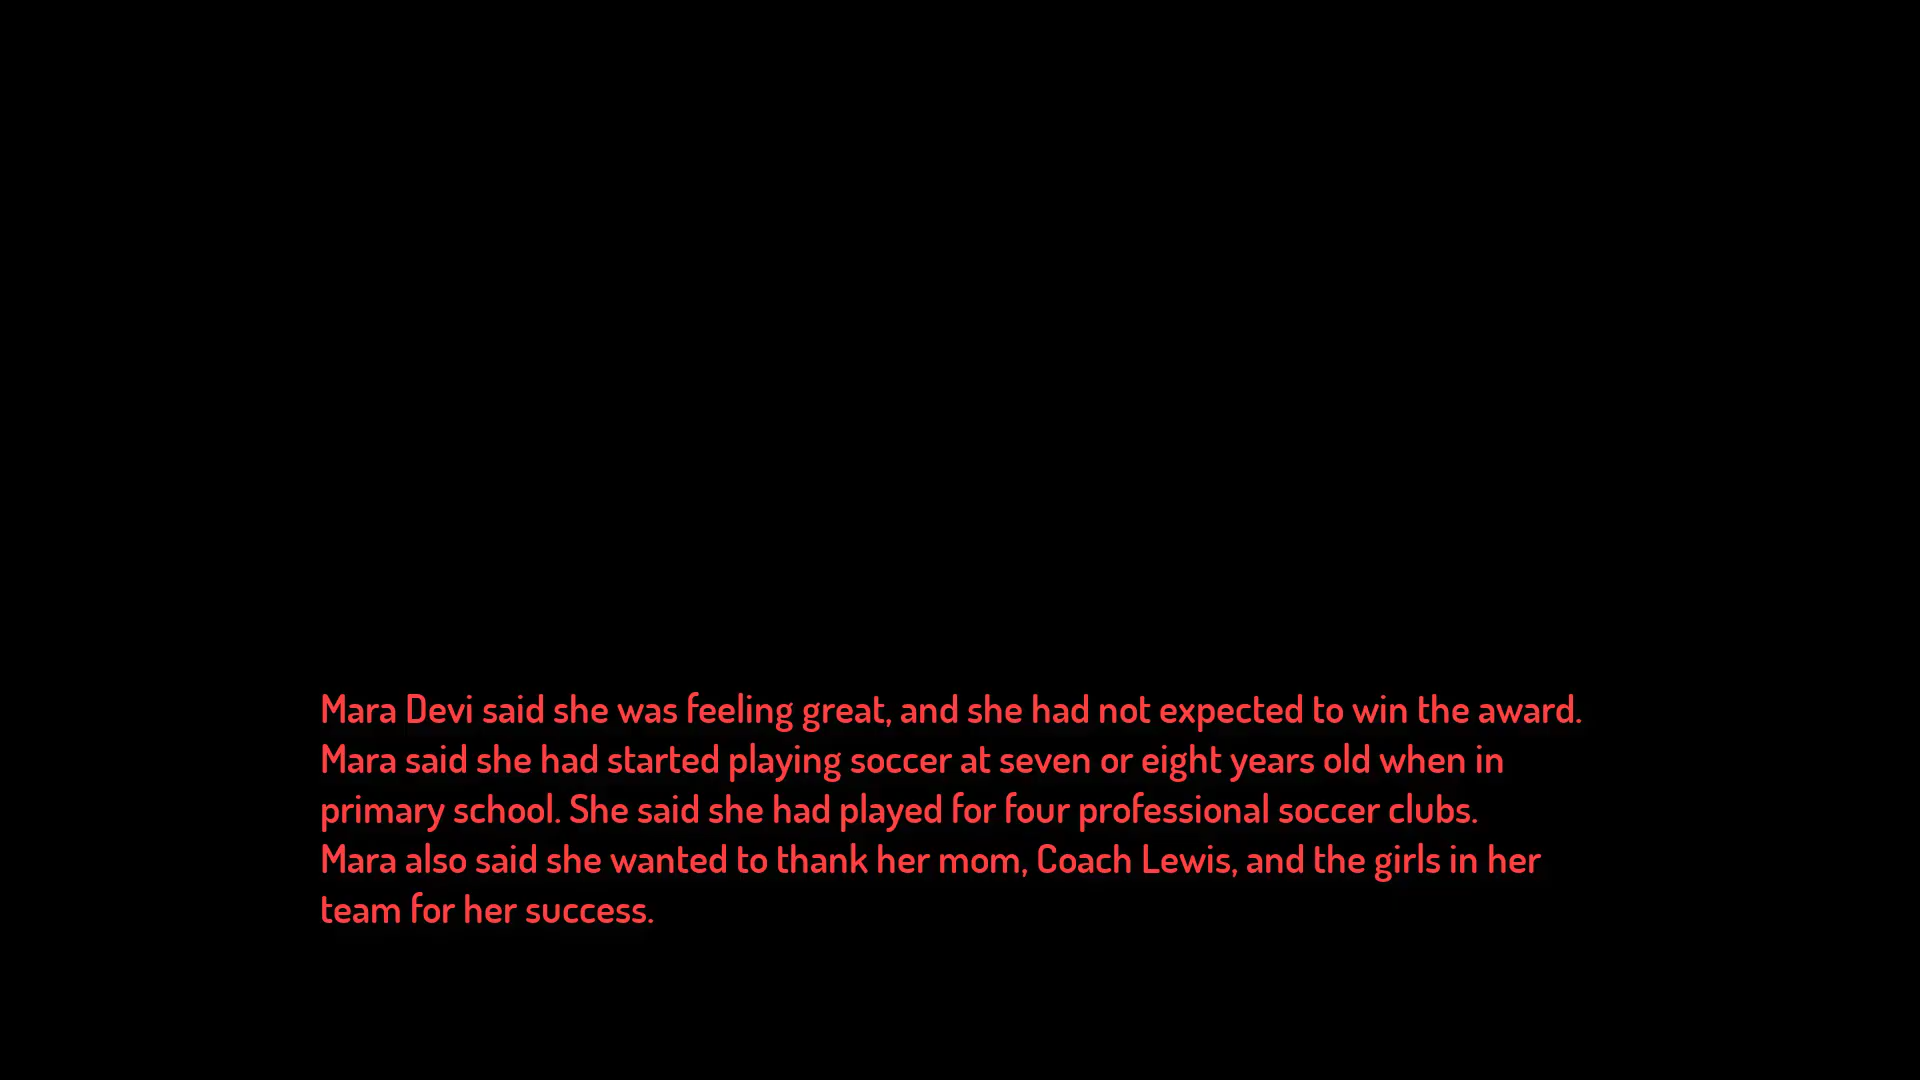 Mara Devi said she was feeling great, and she had not expected to win the award.
Mara said she had started playing soccer at seven or eight years old when in
primary school. She said she had played for four professional soccer clubs.
Mara also said she wanted to thank her mom, Coach Lewis, and the girls in her
team for her success.